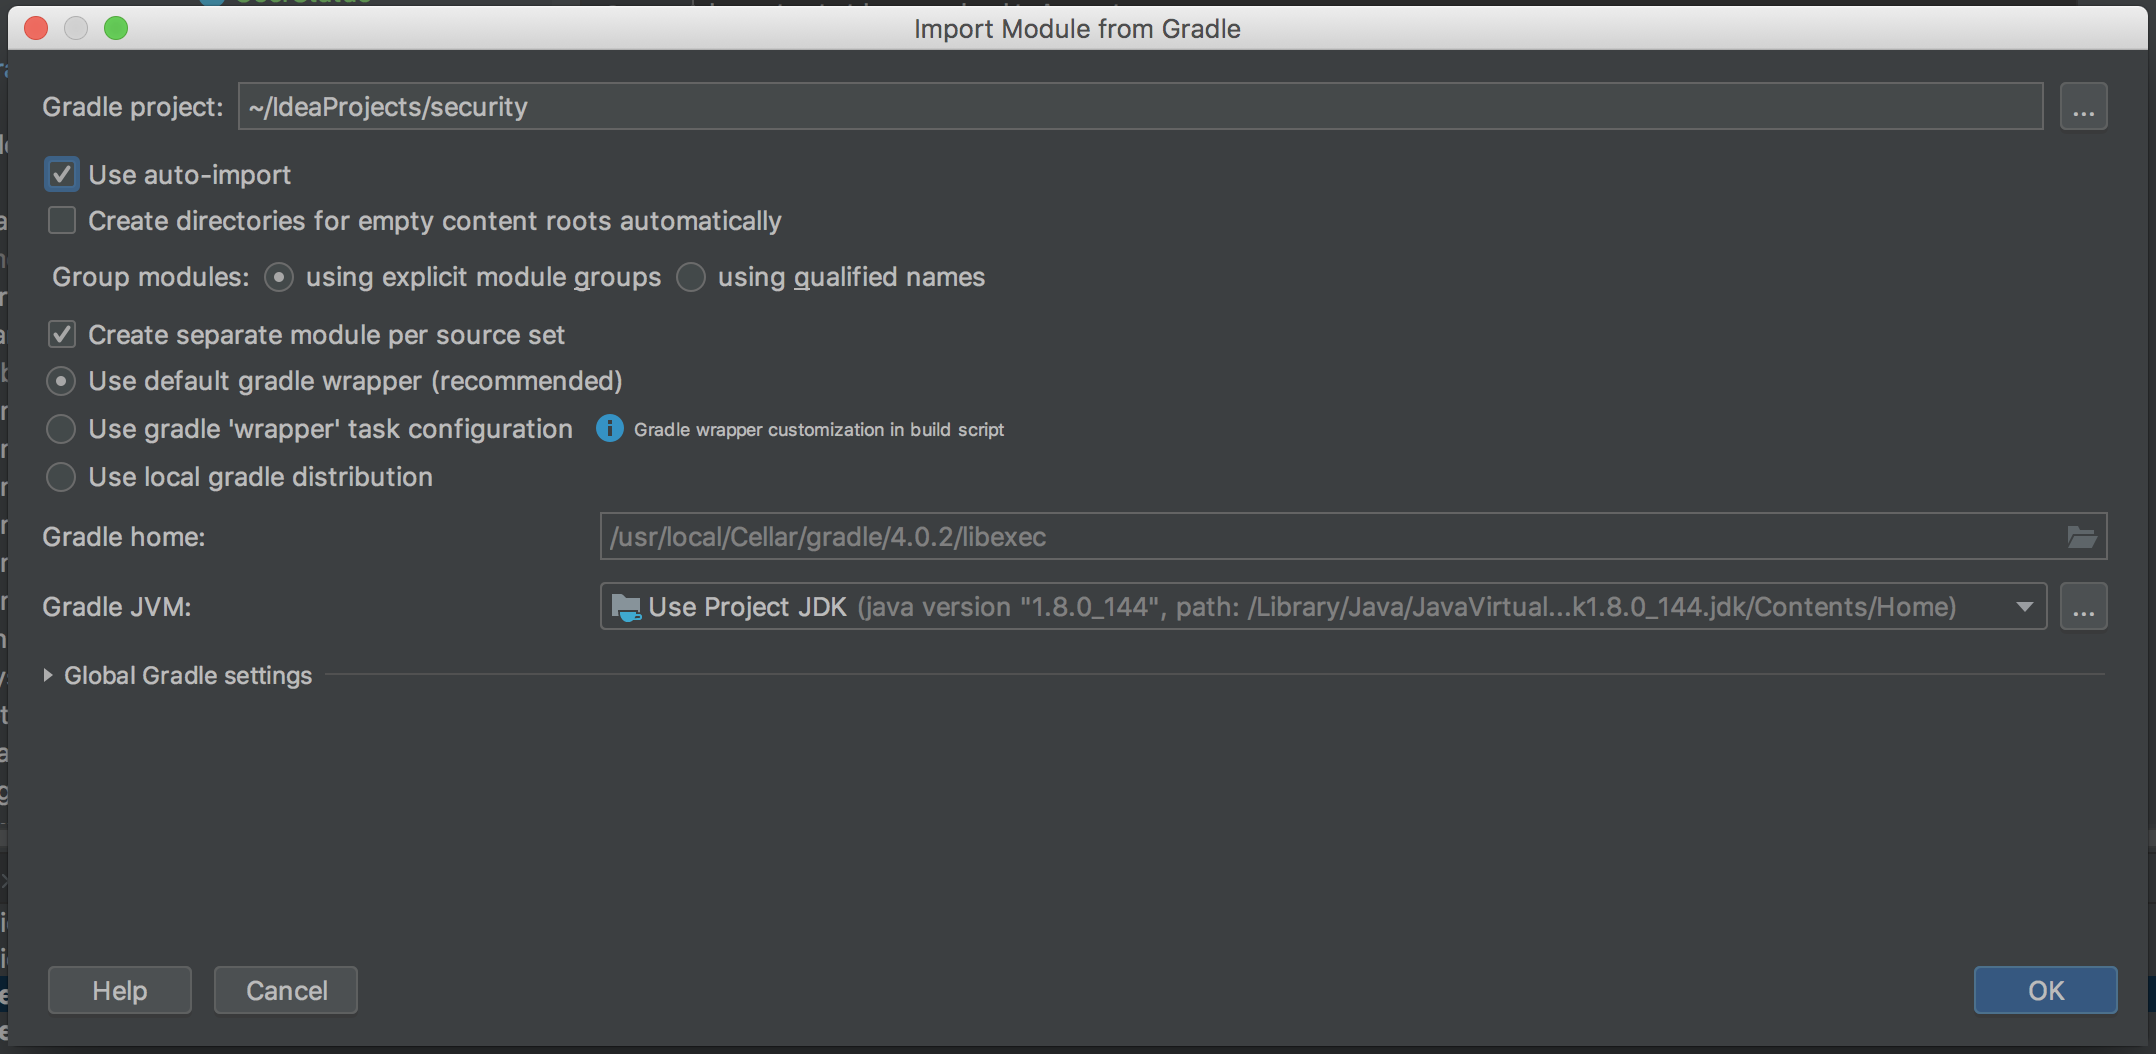 Import Module from Gradle
Gradle project: ~/IdeaProjects/security ...
Use auto-import
Create directories for empty content roots automatically
Group modules: using explicit module groups using qualified names
Create separate module per source set
Use default gradle wrapper (recommended)
Use gradle 'wrapper' task configuration Gradle wrapper customization in build script
Use local gradle distribution
Gradle home: /usr/local/Cellar/gradle/4.0.2/libexec
Gradle JVM: Use Project JDK (java version "1.8.0_144", path: /Library/Java/JavaVirtual...k1.8.0_144.jdk/Contents/Home) ...
Global Gradle settings
Help Cancel OK